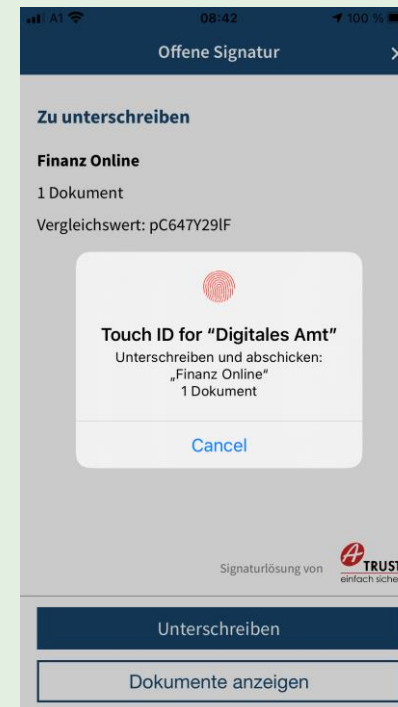 A1 08:42 100 %
Offene Signatur
Zu unterschreiben
Finanz Online
1 Dokument
Vergleichswert: pC647Y29lF
Touch ID for “Digitales Amt”
Unterschreiben und abschicken:
„Finanz Online“
1 Dokument
Cancel
Signaturlösung von
A TRUST
einfach siche
Unterschreiben
Dokumente anzeigen